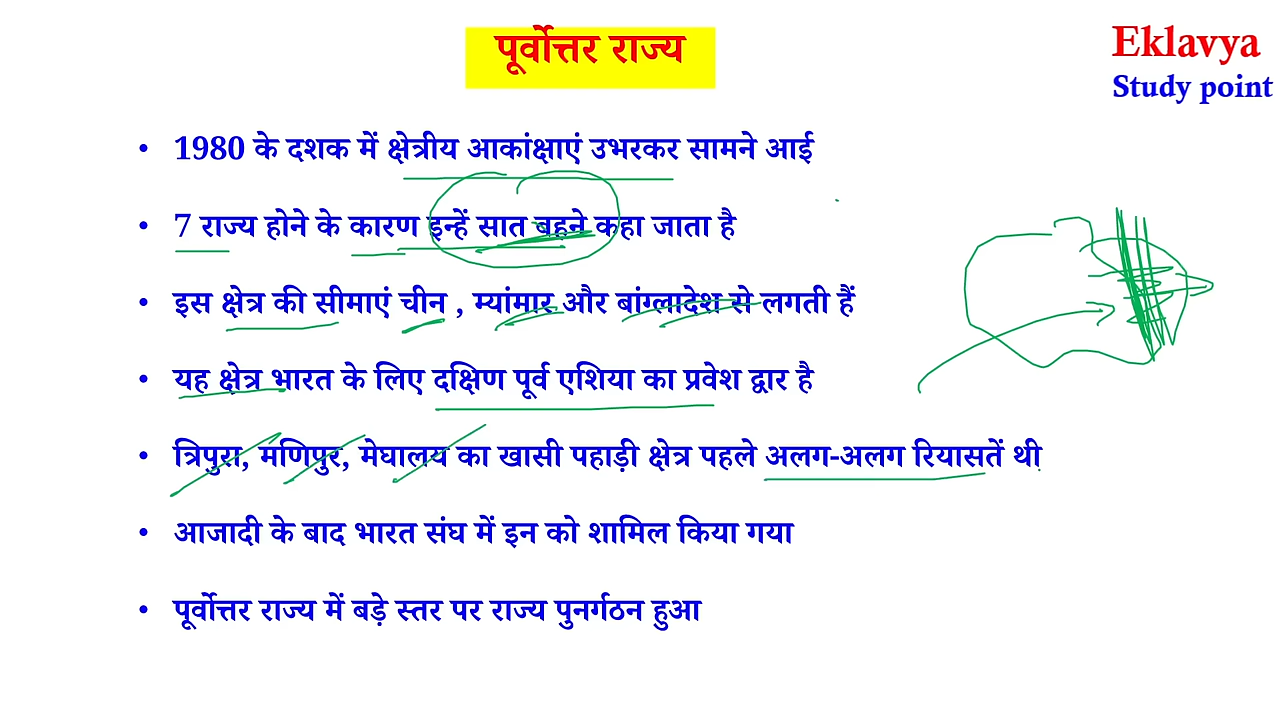 पूर्वोत्तर राज्य
Eklavya
Study point
• 1980 के दशक में क्षेत्रीय आकांक्षाएं उभरकर सामने आई
• 7 राज्य होने के कारण इन्हें सात बहने कहा जाता है
• इस क्षेत्र की सीमाएं चीन , म्यांमार और बांग्लादेश से लगती हैं
• यह क्षेत्र भारत के लिए दक्षिण पूर्व एशिया का प्रवेश द्वार है
• त्रिपुरा, मणिपुर, मेघालय का खासी पहाड़ी क्षेत्र पहले अलग-अलग रियासतें थी
• आजादी के बाद भारत संघ में इन को शामिल किया गया
• पूर्वोत्तर राज्य में बड़े स्तर पर राज्य पुनर्गठन हुआ